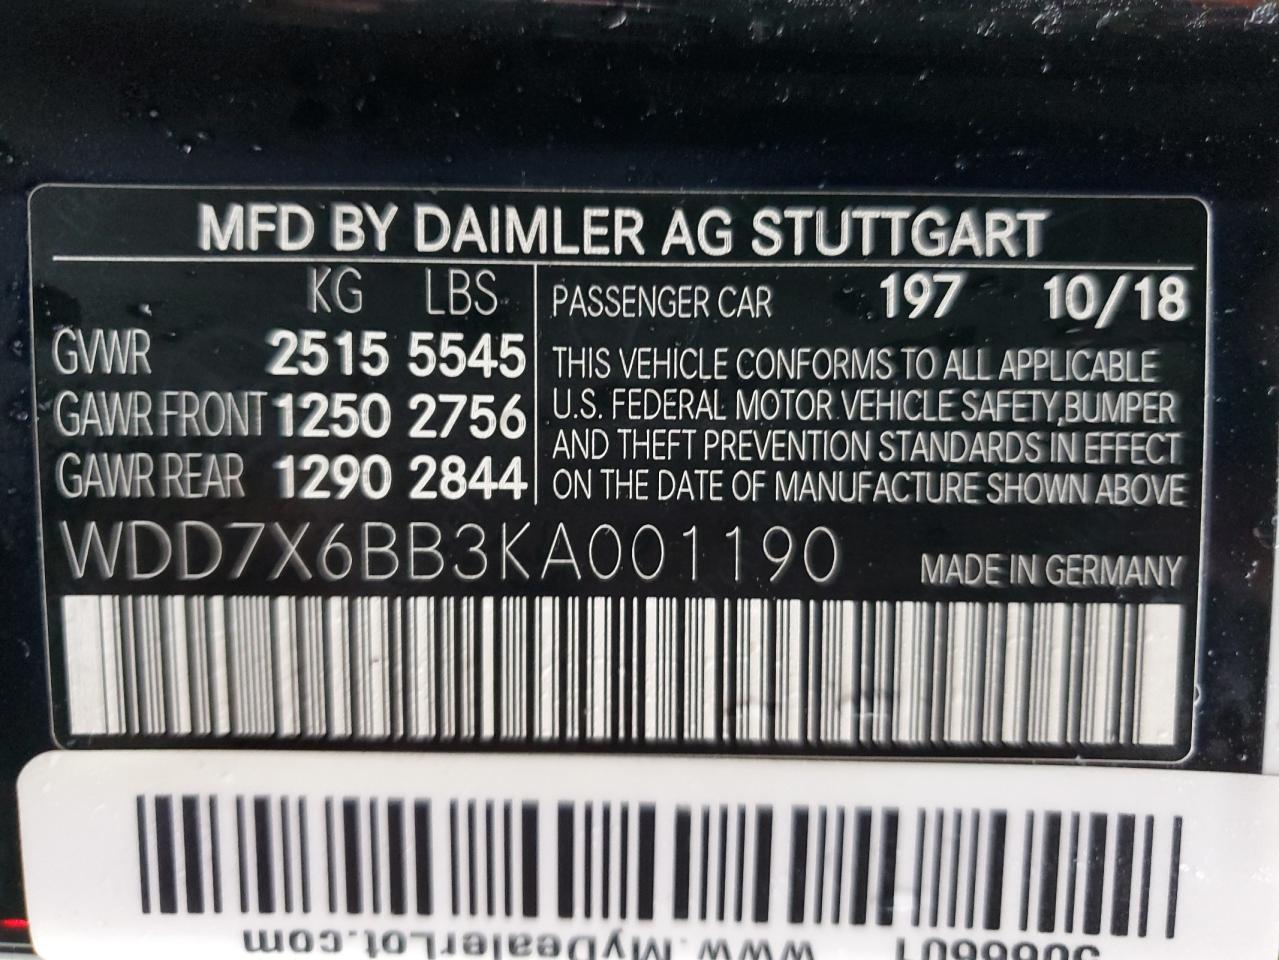 MFD BY DAIMLER AG STUTTGART
KG LBS
GVWR 2515 5545
GAWR FRONT 1250 2756
GAWR REAR 1290 2844
PASSENGER CAR 197 10/18
THIS VEHICLE CONFORMS TO ALL APPLICABLE
U.S. FEDERAL MOTOR VEHICLE SAFETY,BUMPER
AND THEFT PREVENTION STANDARDS IN EFFECT
ON THE DATE OF MANUFACTURE SHOWN ABOVE
WDD7X6BB3KA001190 MADE IN GERMANY
www.MyDealerLot.com